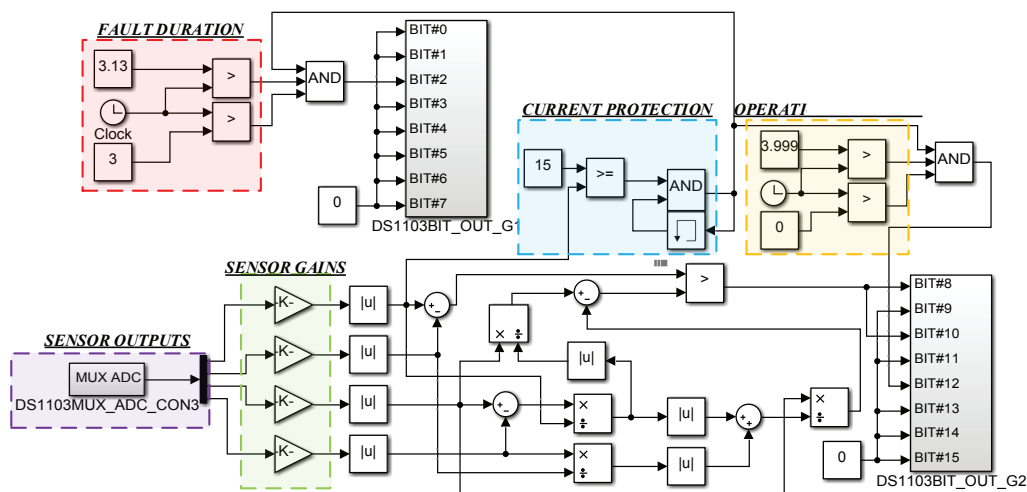 FAULT DURATION
3.13
>
>
Clock
3
AND
BIT#0
BIT#1
BIT#2
BIT#3
BIT#4
BIT#5
BIT#6
BIT#7
0
DS1103BIT_OUT_G1
CURRENT PROTECTION
15
>=
AND
OPERATI
3.999
>
>
0
AND
SENSOR GAINS
-K-
-K-
-K-
-K-
SENSOR OUTPUTS
MUX ADC
DS1103MUX_ADC_CON3
|u|
|u|
|u|
|u|
+-
+-
>
× ÷
|u|
+-
×
÷
×
÷
|u|
|u|
++
×
÷
BIT#8
BIT#9
BIT#10
BIT#11
BIT#12
BIT#13
BIT#14
BIT#15
0
DS1103BIT_OUT_G2